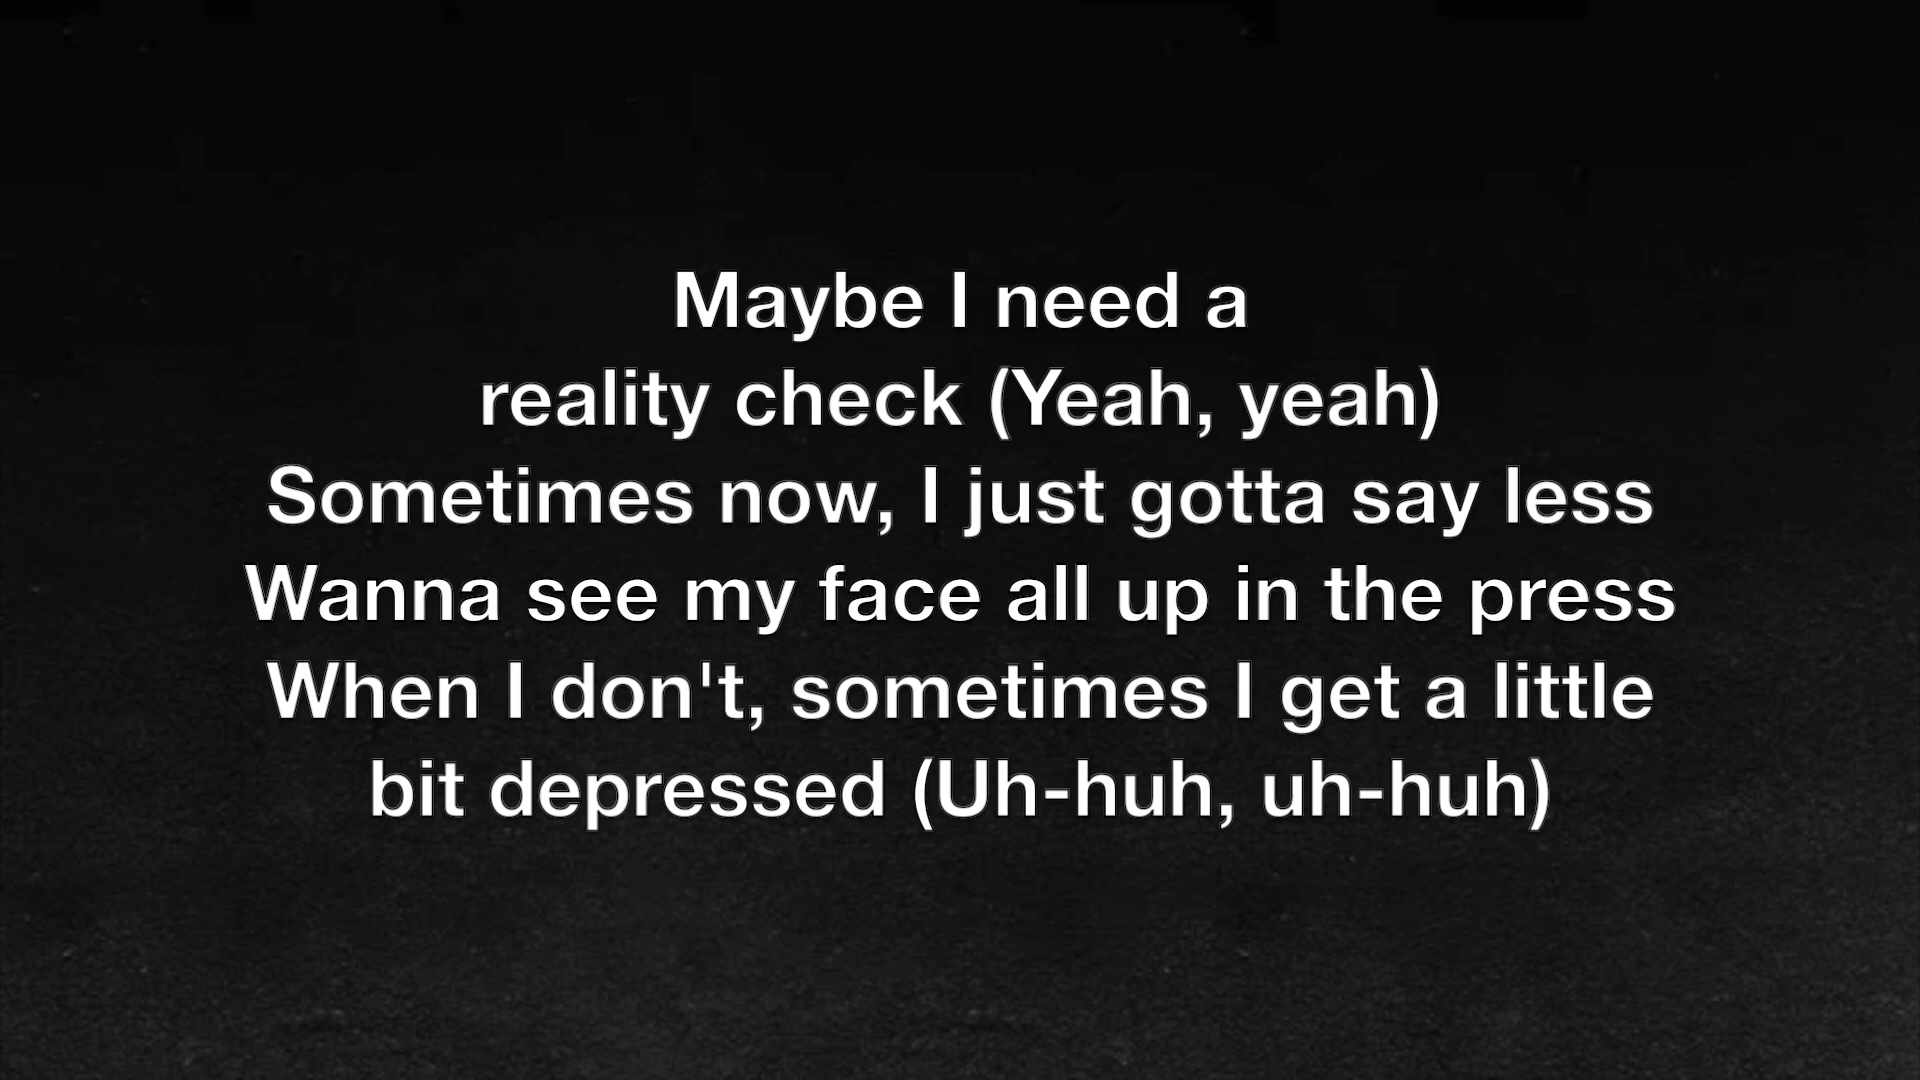 Maybe I need a
reality check (Yeah, yeah)
Sometimes now, I just gotta say less
Wanna see my face all up in the press
When I don't, sometimes I get a little
bit depressed (Uh-huh, uh-huh)